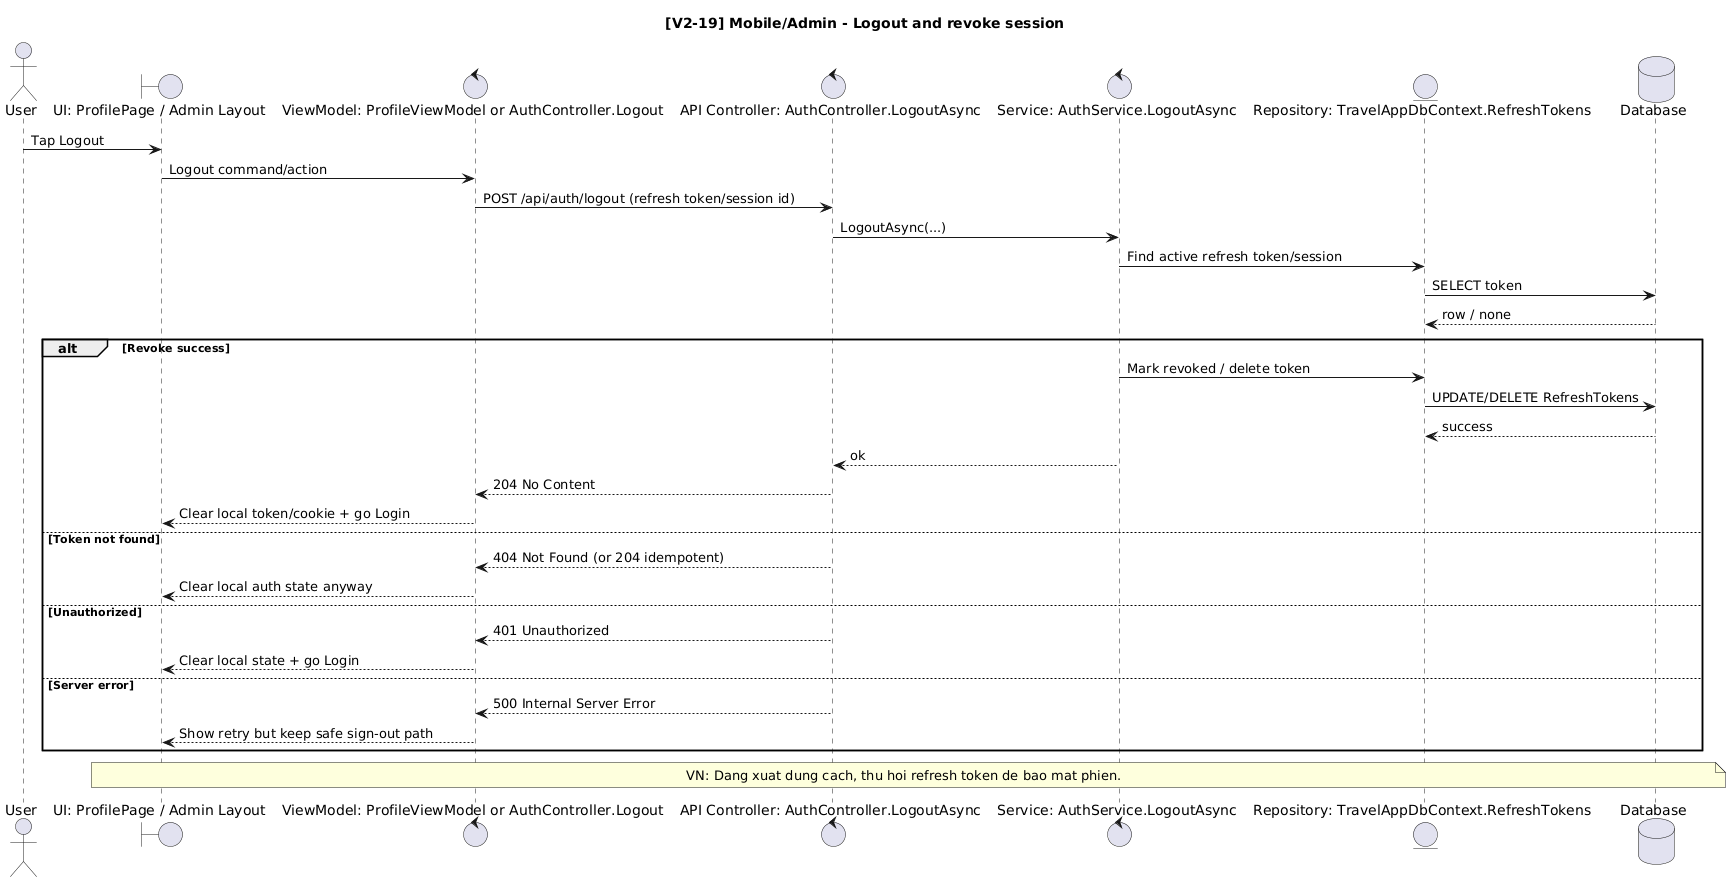 [V2-19] Mobile/Admin - Logout and revoke session
User
UI: ProfilePage / Admin Layout
ViewModel: ProfileViewModel or AuthController.Logout
API Controller: AuthController.LogoutAsync
Service: AuthService.LogoutAsync
Repository: TravelAppDbContext.RefreshTokens
Database
Tap Logout
Logout command/action
POST /api/auth/logout (refresh token/session id)
LogoutAsync(...)
Find active refresh token/session
SELECT token
row / none
alt
[Revoke success]
Mark revoked / delete token
UPDATE/DELETE RefreshTokens
success
ok
204 No Content
Clear local token/cookie + go Login
[Token not found]
404 Not Found (or 204 idempotent)
Clear local auth state anyway
[Unauthorized]
401 Unauthorized
Clear local state + go Login
[Server error]
500 Internal Server Error
Show retry but keep safe sign-out path
VN: Dang xuat dung cach, thu hoi refresh token de bao mat phien.
User
UI: ProfilePage / Admin Layout
ViewModel: ProfileViewModel or AuthController.Logout
API Controller: AuthController.LogoutAsync
Service: AuthService.LogoutAsync
Repository: TravelAppDbContext.RefreshTokens
Database